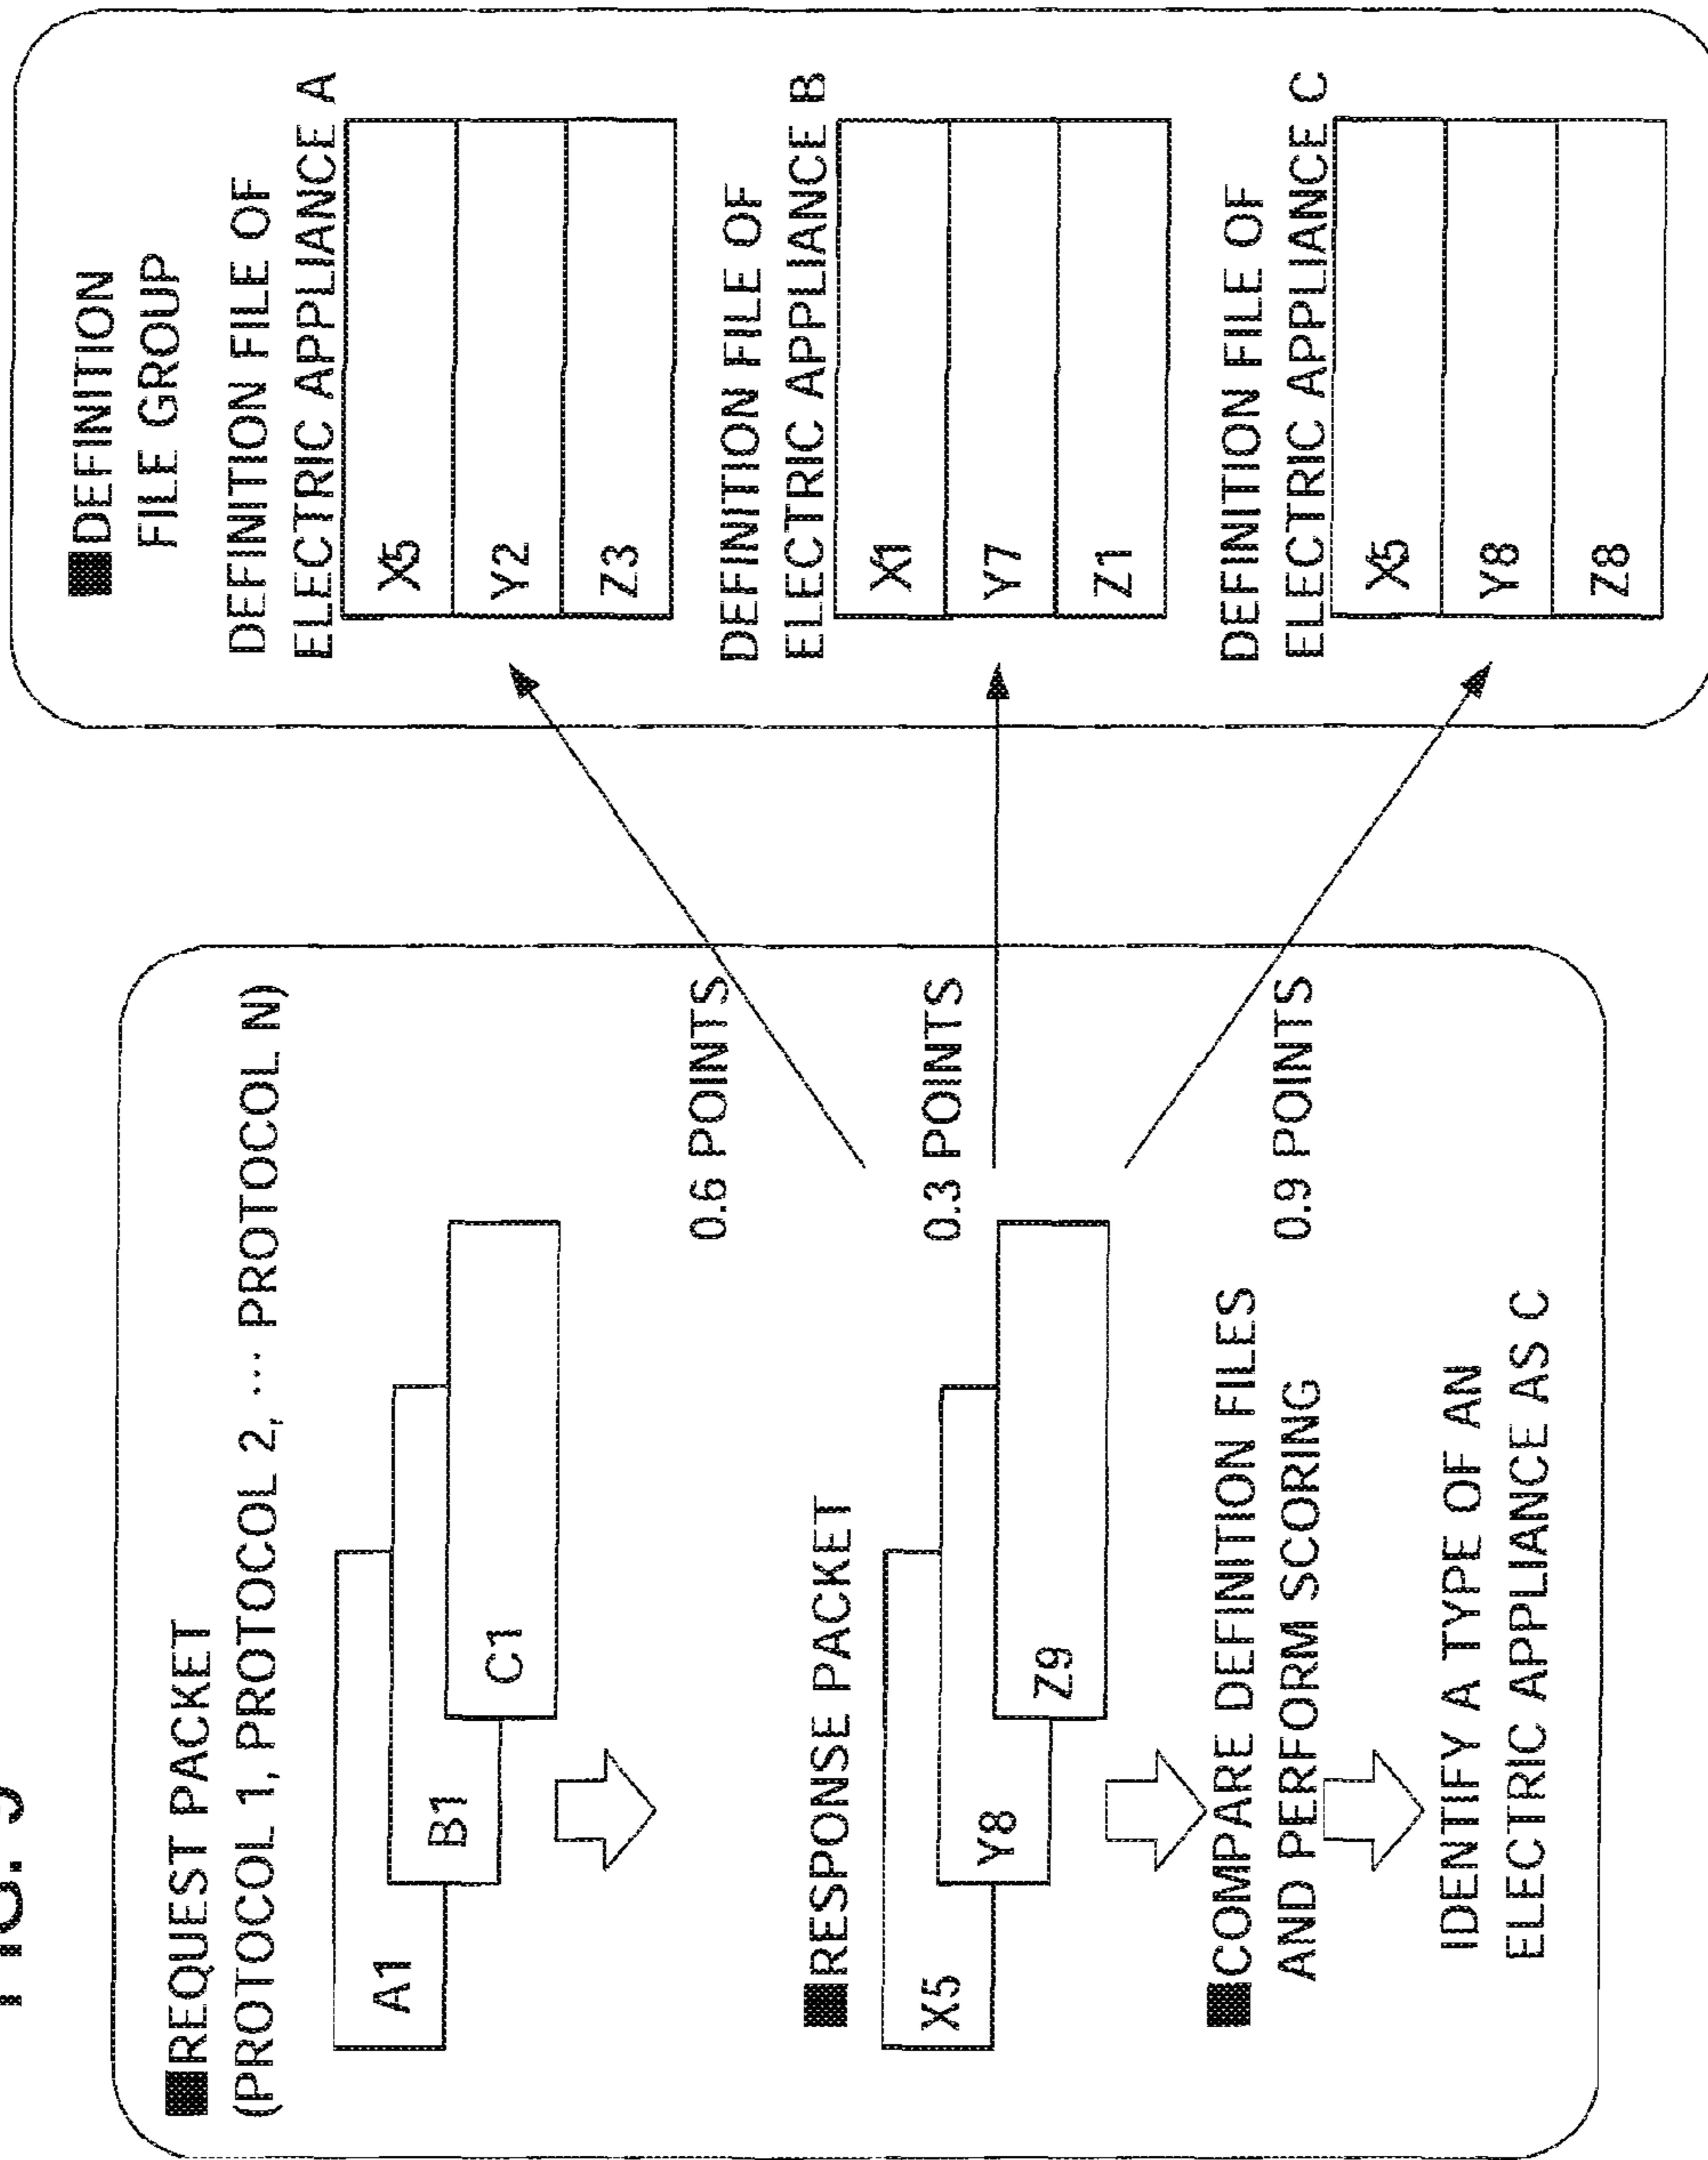 ■REQUEST PACKET
(PROTOCOL 1, PROTOCOL 2, ··· PROTOCOL N)
A1
B1
C1
0.6 POINTS
■RESPONSE PACKET
X5
Y8
Z9
0.3 POINTS
■COMPARE DEFINITION FILES
AND PERFORM SCORING
0.9 POINTS
IDENTIFY A TYPE OF AN
ELECTRIC APPLIANCE AS C
■DEFINITION
FILE GROUP
DEFINITION FILE OF
ELECTRIC APPLIANCE A
X5
Y2
Z3
DEFINITION FILE OF
ELECTRIC APPLIANCE B
X1
Y7
Z1
DEFINITION FILE OF
ELECTRIC APPLIANCE C
X5
Y8
Z8